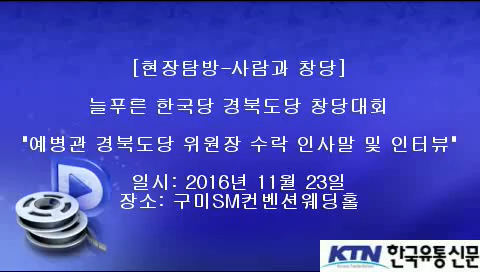 [현장탐방-사람과 창당]
늘푸른 한국당 경북도당 창당대회
"예병관 경북도당 위원장 수락 인사말 및 인터뷰"
일시: 2016년 11월 23일
장소: 구미SM컨벤션웨딩홀
KTN 한국유통신문